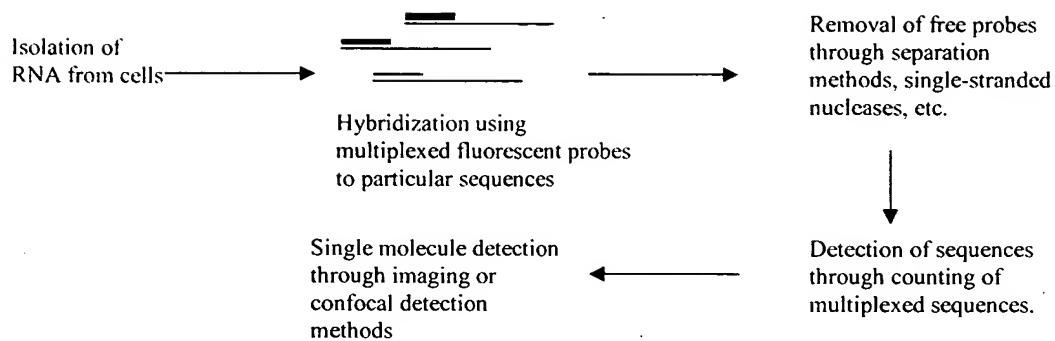 Isolation of
RNA from cells
Hybridization using
multiplexed fluorescent probes
to particular sequences
Removal of free probes
through separation
methods, single-stranded
nucleases, etc.
Detection of sequences
through counting of
multiplexed sequences.
Single molecule detection
through imaging or
confocal detection
methods